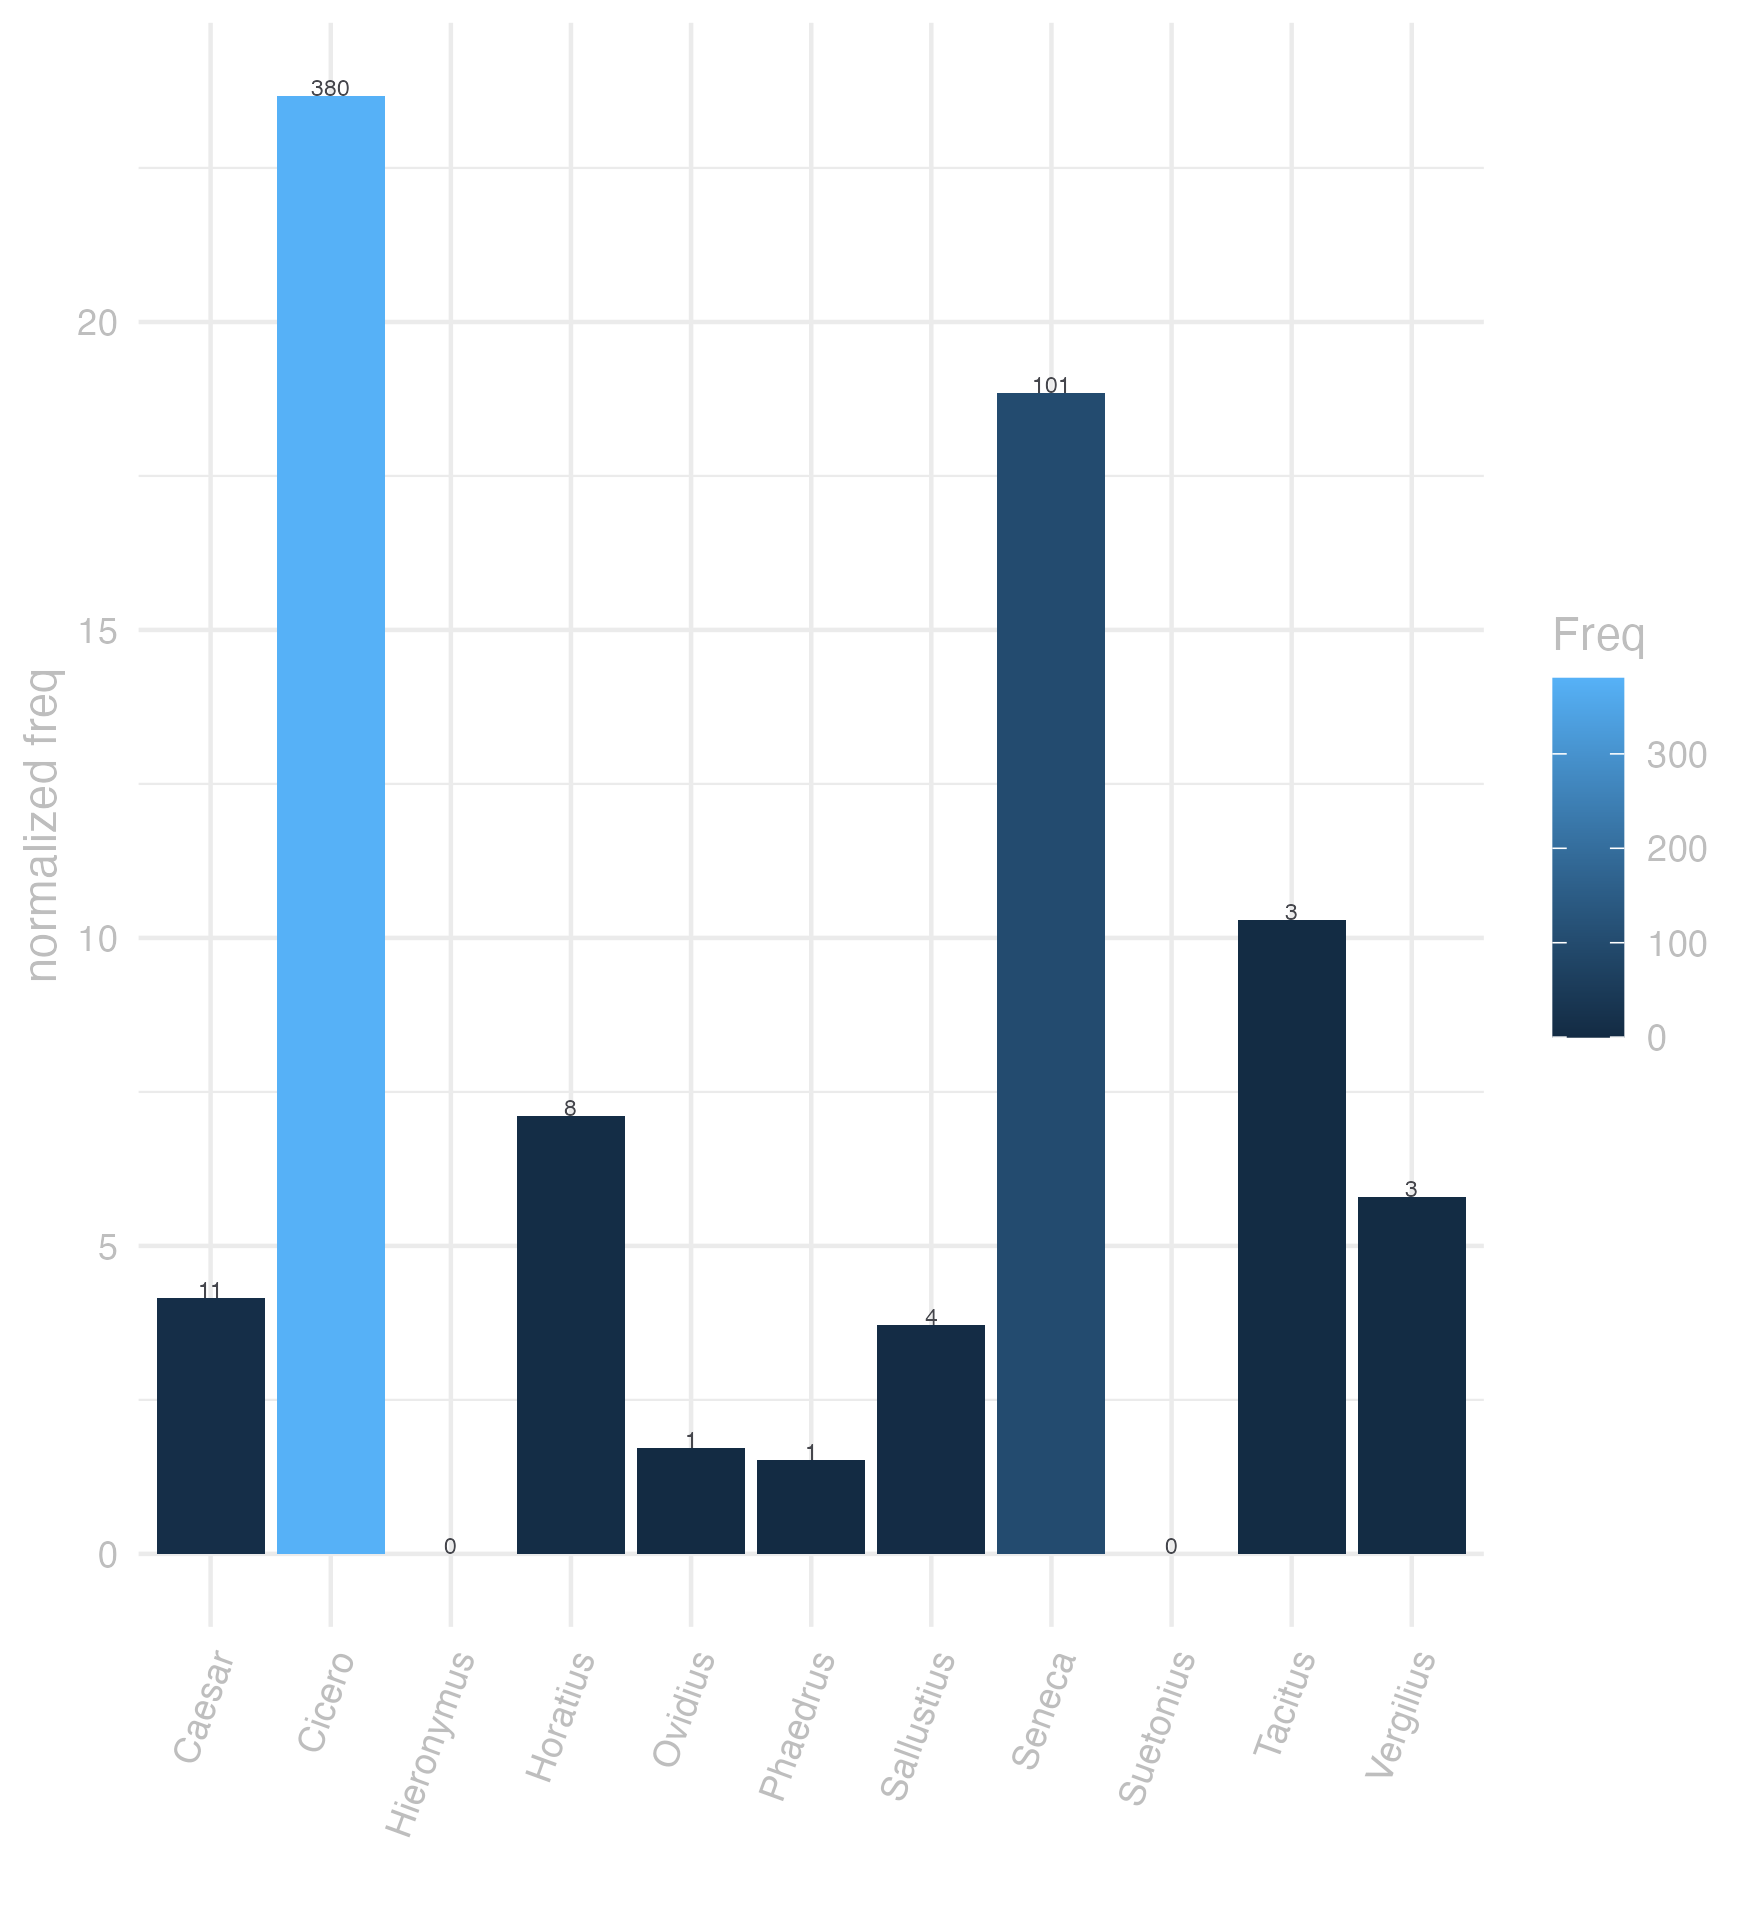 380
20
101
15
Freq
300
normalized freq
200
3
10
100
0
8
3
5
11
4
1
1
0
0
0
Caesar
Cicero
Hieronymus
Horatius
Ovidius
Phaedrus
Sallustius
Seneca
Suetonius
Tacitus
Vergilius